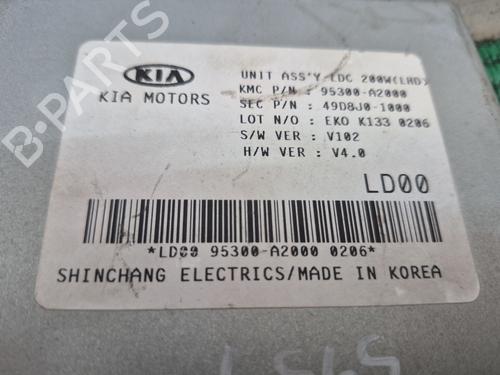 KIA
KIA MOTORS
UNIT ASS'Y-LDC 200W(LHD)
KMC P/N : 95300-A2000
SEC P/N : 49D8J0-1000
LOT N/O : EKO K133 0206
S/W VER : V102
H/W VER : V4.0
LD00
*LD00 95300-A2000 0206*
SHINCHANG ELECTRICS/MADE IN KOREA
B-PARTS